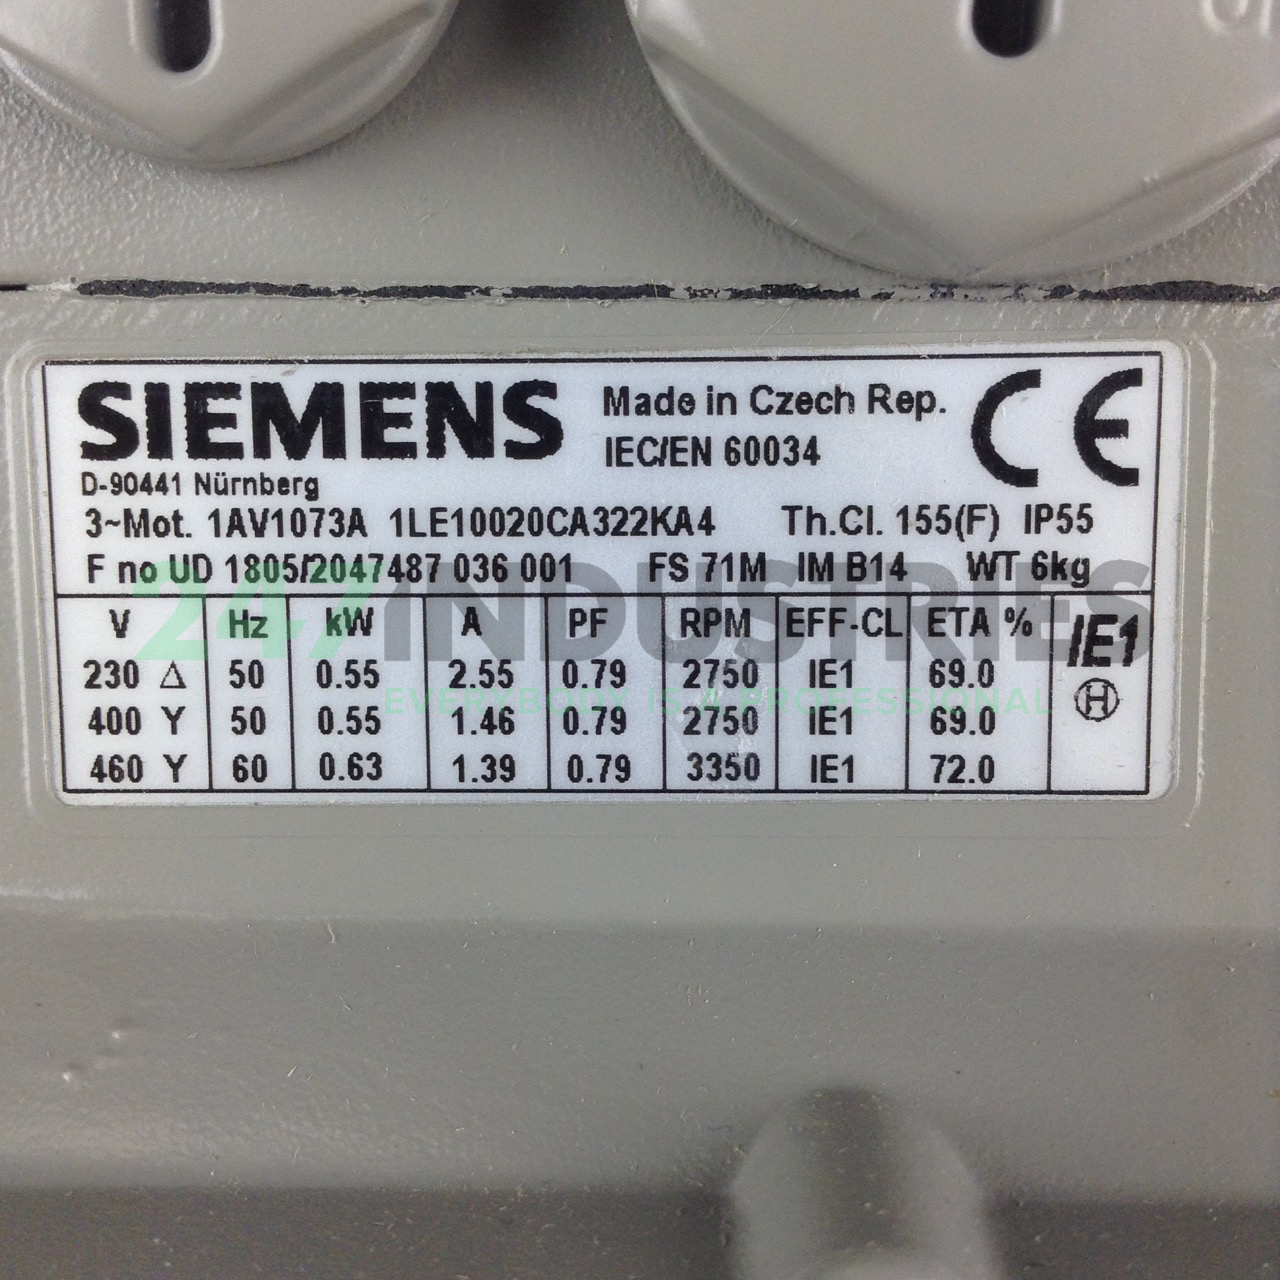 SIEMENS
D-90441 Nürnberg
Made in Czech Rep.
IEC/EN 60034
CE
3~Mot. 1AV1073A 1LE10020CA322KA4 Th.Cl. 155(F) IP55
F no UD 1805/2047487 036 001 FS 71M IM B14 WT 6kg
V Hz kW A PF RPM EFF-CL ETA %
230 Δ 50 0.55 2.55 0.79 2750 IE1 69.0
400 Y 50 0.55 1.46 0.79 2750 IE1 69.0
460 Y 60 0.63 1.39 0.79 3350 IE1 72.0
IE1
H
247INDUSTRIES
EVERYBODY IS A PROFESSIONAL